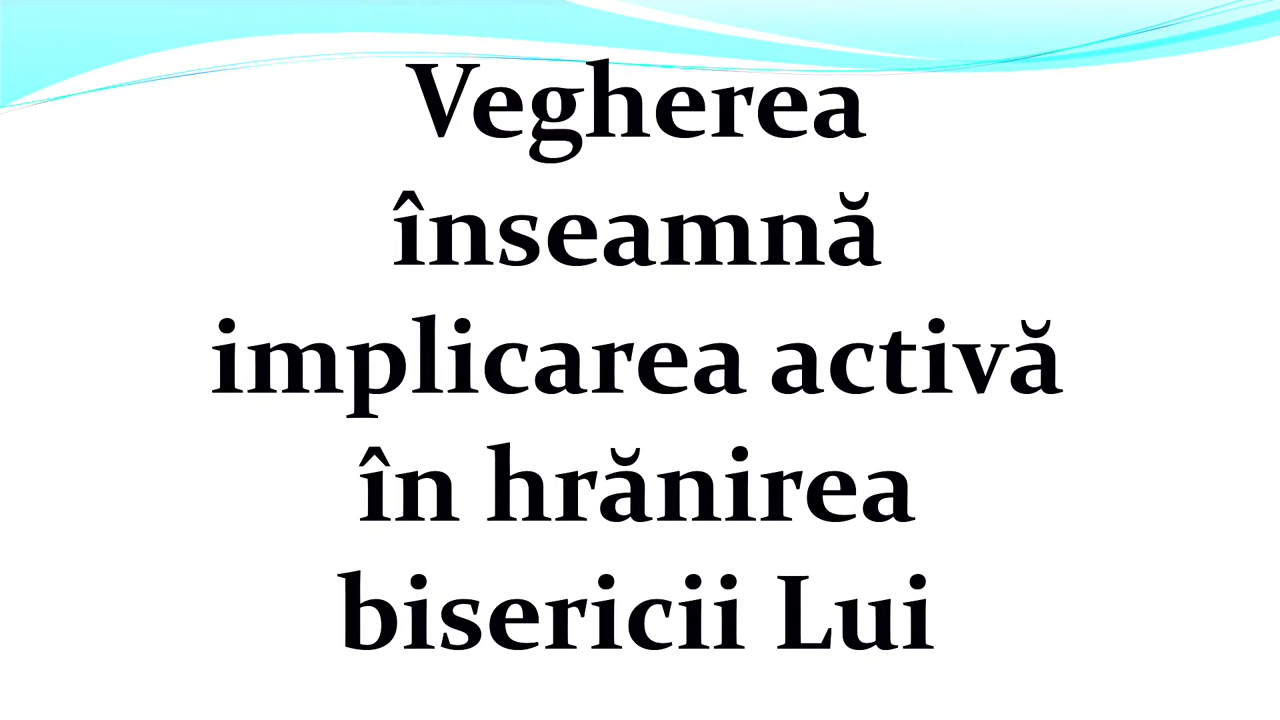 Vegherea
înseamnă
implicarea activă
în hrănirea
bisericii Lui